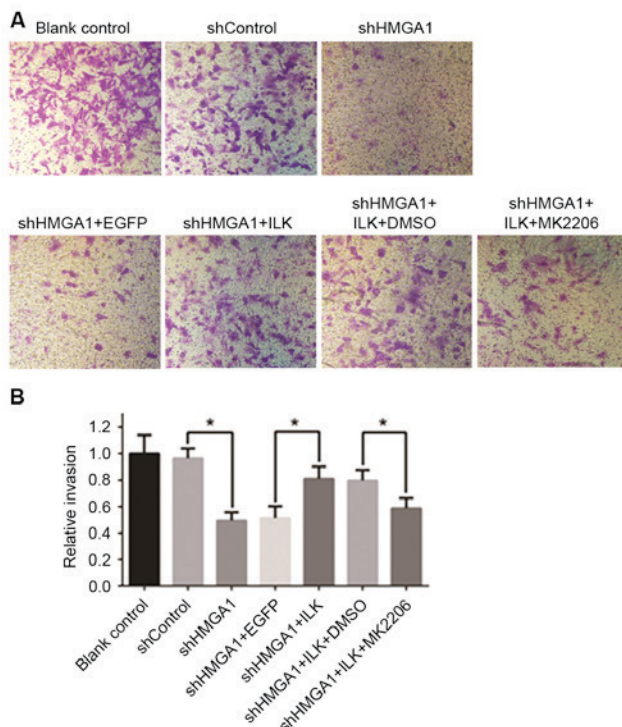 A
Blank control
shControl
shHMGA1
shHMGA1+EGFP
shHMGA1+ILK
shHMGA1+
ILK+DMSO
shHMGA1+
ILK+MK2206
B
Relative invasion
1.2
1.0
0.8
0.6
0.4
0.2
0.0
*
*
*
Blank control
shControl
shHMGA1
shHMGA1+EGFP
shHMGA1+ILK
shHMGA1+ILK+DMSO
shHMGA1+ILK+MK2206